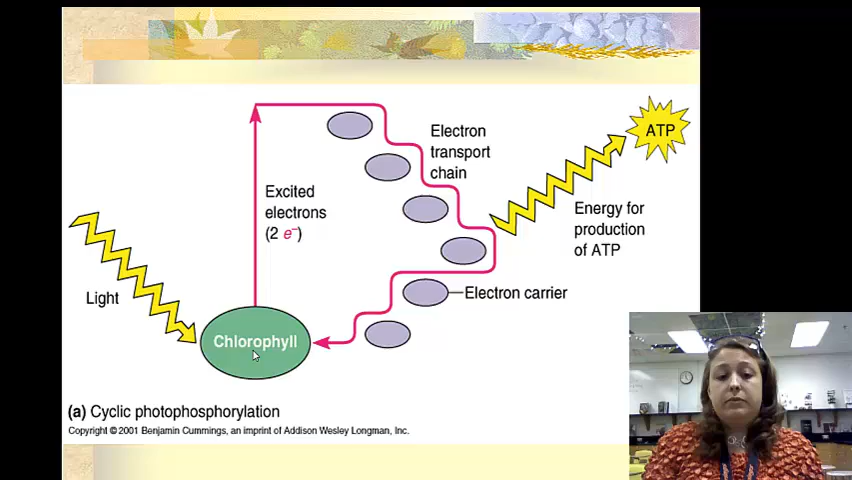 Electron
transport
chain
ATP
Excited
electrons
(2 e⁻)
Energy for
production
of ATP
Light
Electron carrier
Chlorophyll
(a) Cyclic photophosphorylation
Copyright ©2001 Benjamin Cummings, an imprint of Addison Wesley Longman, Inc.